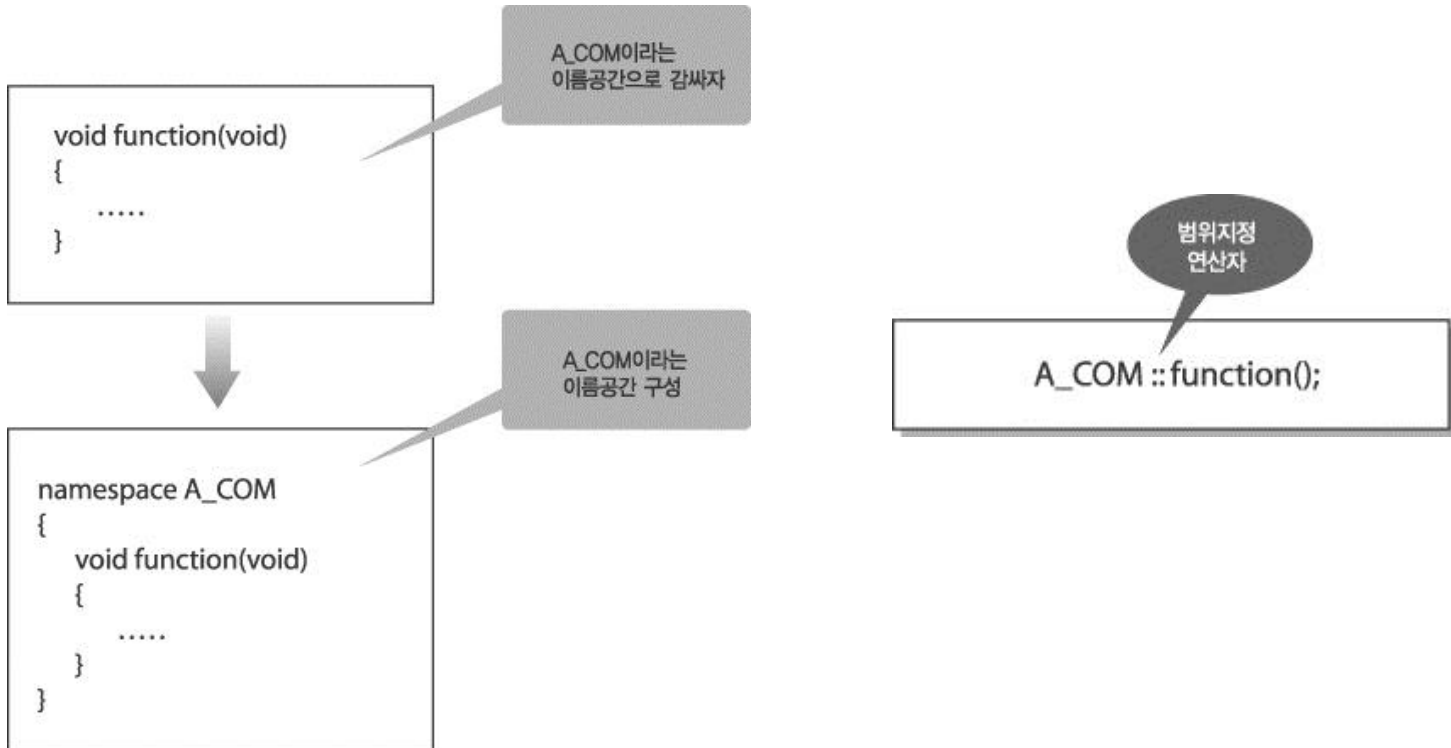 A_COM이라는
이름공간으로 감싸자
void function(void)
{
.....
}
A_COM이라는
이름공간 구성
namespace A_COM
{
void function(void)
{
.....
}
}
범위지정
연산자
A_COM :: function();